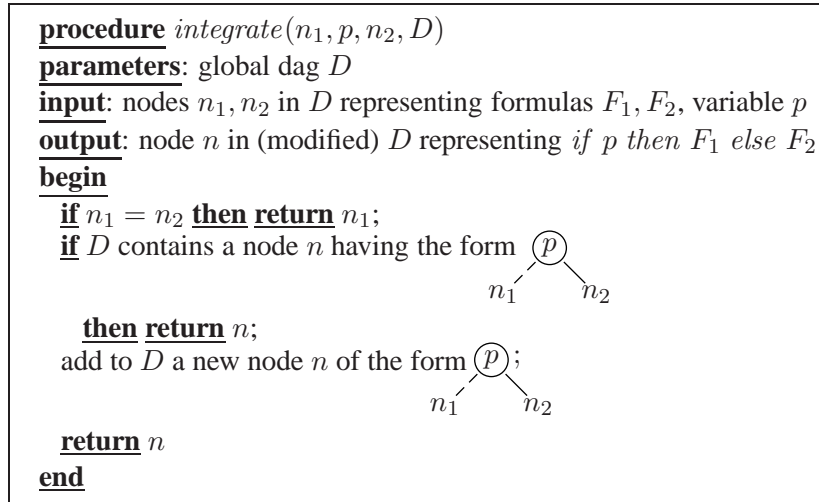 procedure integrate(n₁, p, n₂, D)
parameters: global dag D
input: nodes n₁, n₂ in D representing formulas F₁, F₂, variable p
output: node n in (modified) D representing if p then F₁ else F₂
begin
if n₁ = n₂ then return n₁;
if D contains a node n having the form p
n₁ n₂
then return n;
add to D a new node n of the form p ;
n₁ n₂
return n
end